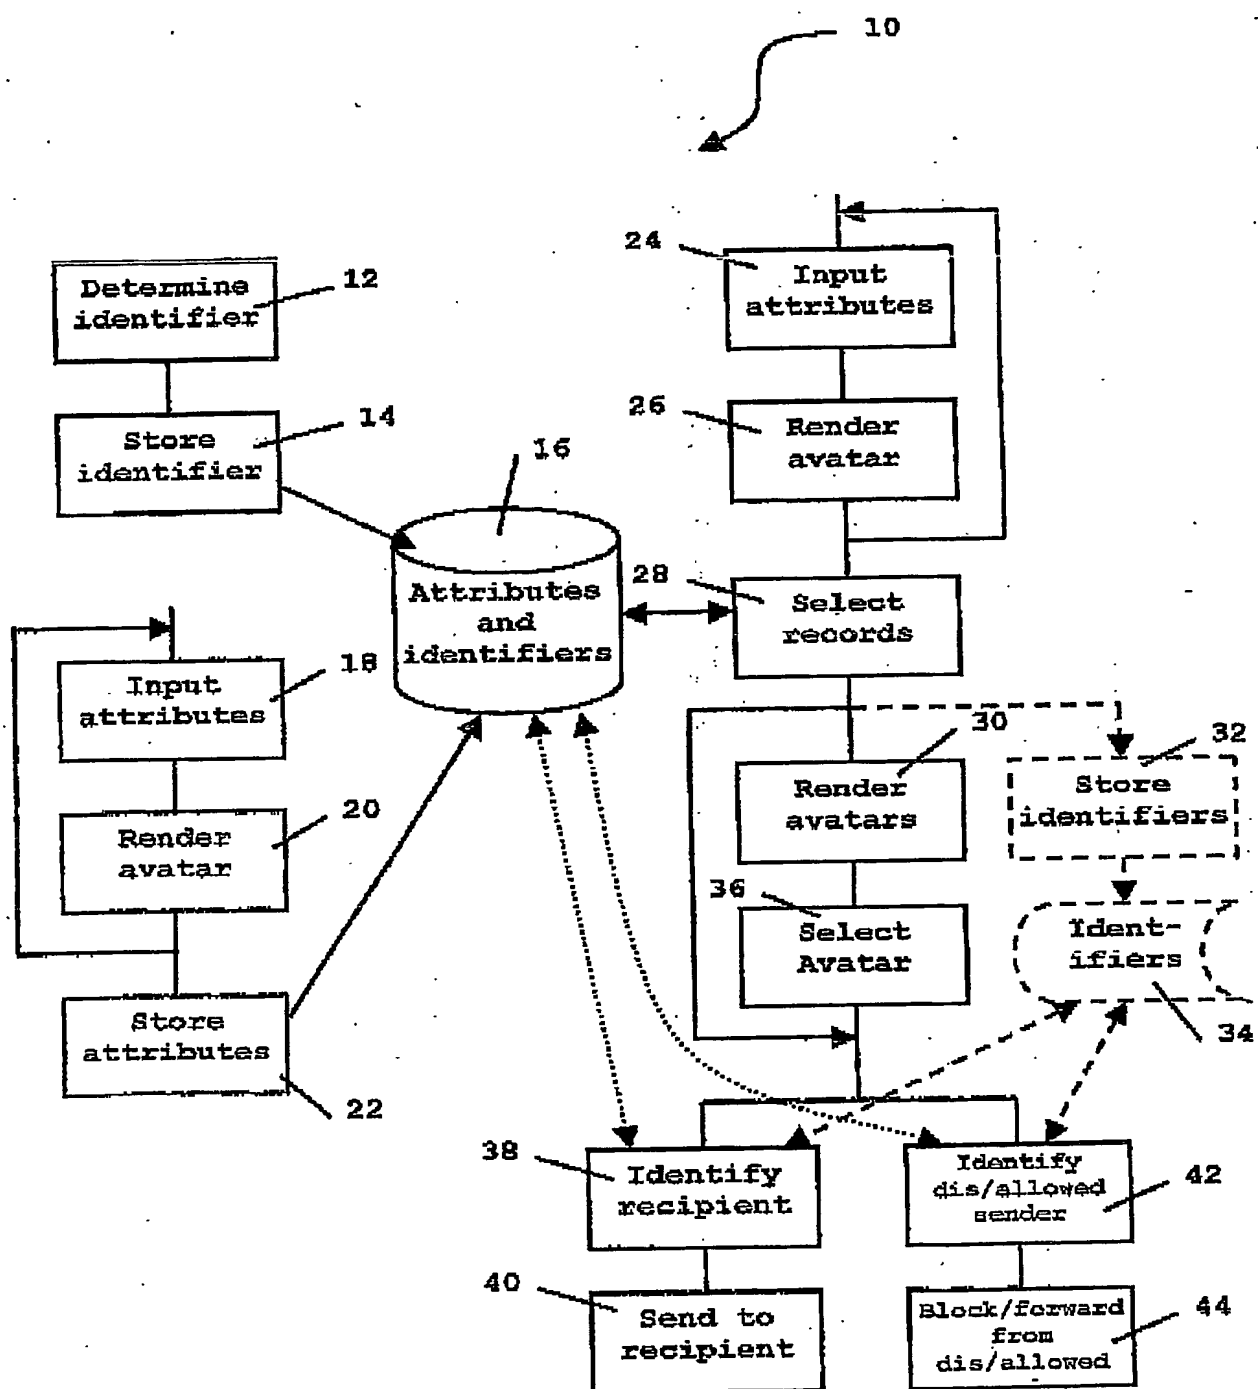 10
Determine
identifier
12
Store
identifier
14
16
Attributes
and
identifiers
Input
attributes
18
Render
avatar
20
Store
attributes
22
24
Input
attributes
26
Render
avatar
28
Select
records
30
Render
avatars
32
Store
identifiers
36
Select
Avatar
Ident-
ifiers
34
38
Identify
recipient
Identify
dis/allowed
sender
42
40
Send to
recipient
Block/forward
from
dis/allowed
44